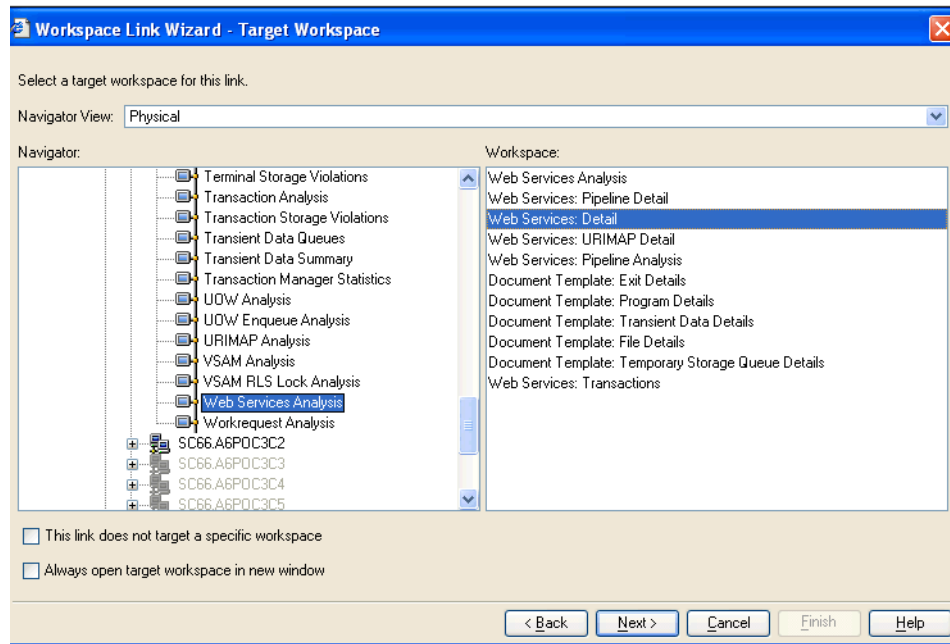 Workspace Link Wizard - Target Workspace
Select a target workspace for this link.
Navigator View: Physical
Navigator:
Terminal Storage Violations
Transaction Analysis
Transaction Storage Violations
Transient Data Queues
Transient Data Summary
Transaction Manager Statistics
UOW Analysis
UOW Enqueue Analysis
URIMAP Analysis
VSAM Analysis
VSAM RLS Lock Analysis
Web Services Analysis
Workrequest Analysis
SC66.A6POC3C2
SC66.A6POC3C3
SC66.A6POC3C4
SC66.A6POC3C5
Workspace:
Web Services Analysis
Web Services: Pipeline Detail
Web Services: Detail
Web Services: URIMAP Detail
Web Services: Pipeline Analysis
Document Template: Exit Details
Document Template: Program Details
Document Template: Transient Data Details
Document Template: File Details
Document Template: Temporary Storage Queue Details
Web Services: Transactions
This link does not target a specific workspace
Always open target workspace in new window
< Back Next > Cancel Finish Help